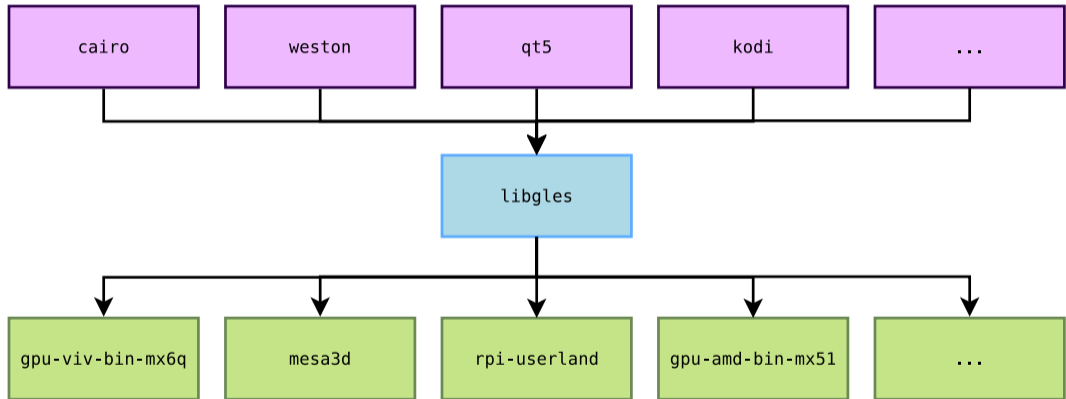 cairo
weston
qt5
kodi
...
libgles
gpu-viv-bin-mx6q
mesa3d
rpi-userland
gpu-amd-bin-mx51
...